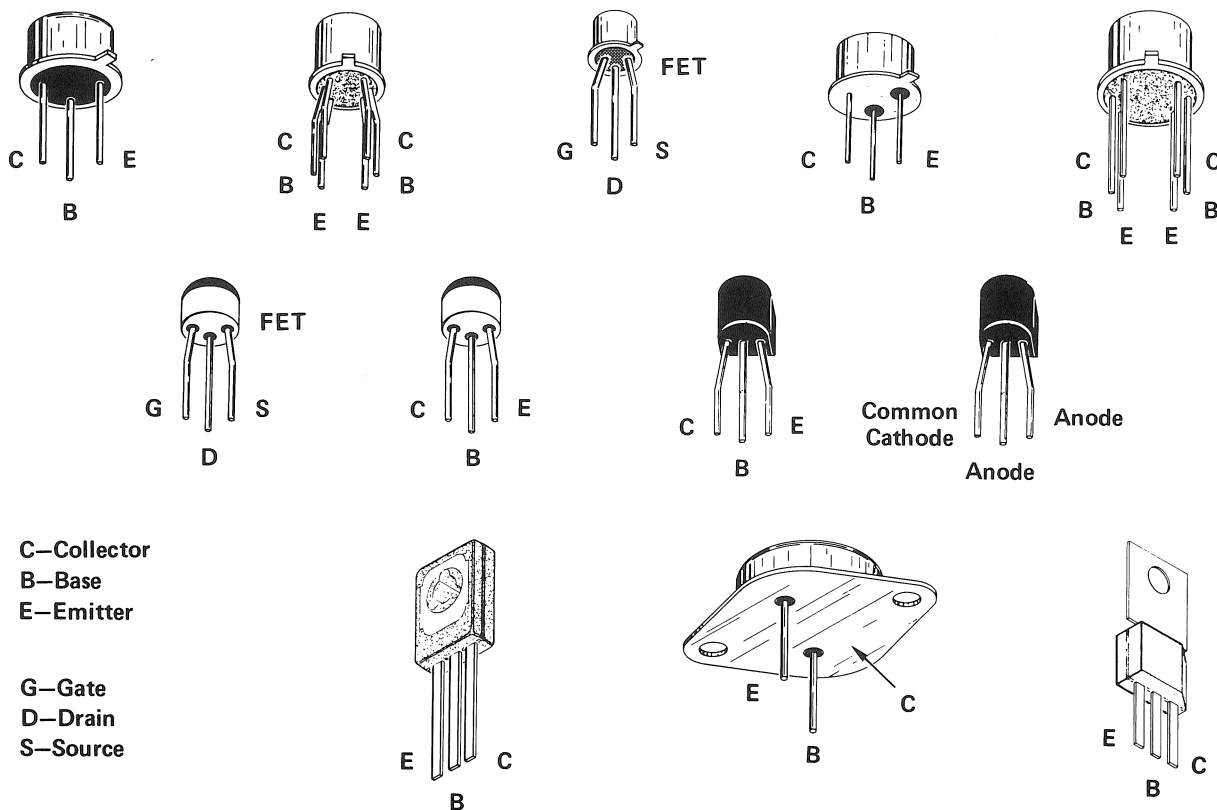 FET
C E
B
C C
B B
E E
G S
D
C E
B
C C
B B
E E
FET
G S
D
C E
B
C E
B
Common
Cathode
Anode
Anode
C—Collector
B—Base
E—Emitter
G—Gate
D—Drain
S—Source
E C
B
E
C
B
E
C
B